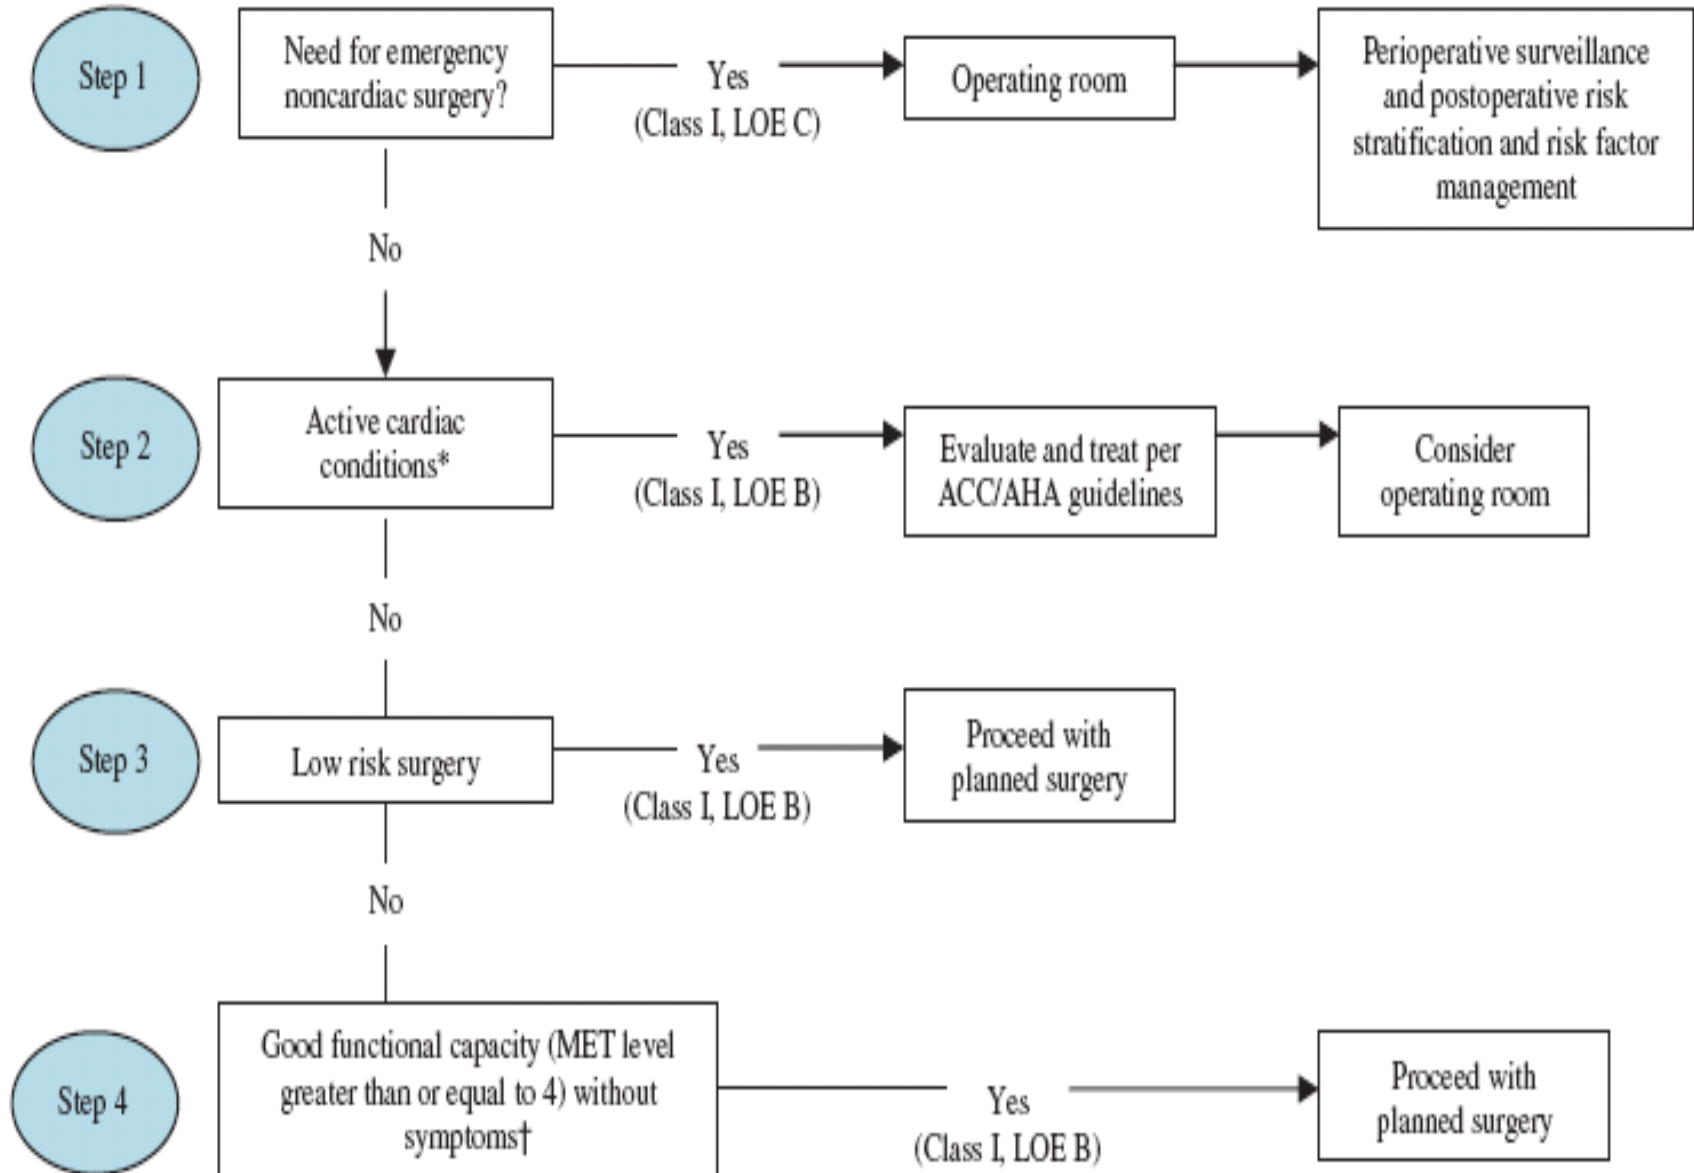 Step 1
Need for emergency
noncardiac surgery?
Yes
(Class I, LOE C)
Operating room
Perioperative surveillance
and postoperative risk
stratification and risk factor
management
No
Step 2
Active cardiac
conditions*
Yes
(Class I, LOE B)
Evaluate and treat per
ACC/AHA guidelines
Consider
operating room
No
Step 3
Low risk surgery
Yes
(Class I, LOE B)
Proceed with
planned surgery
No
Step 4
Good functional capacity (MET level
greater than or equal to 4) without
symptoms†
Yes
(Class I, LOE B)
Proceed with
planned surgery